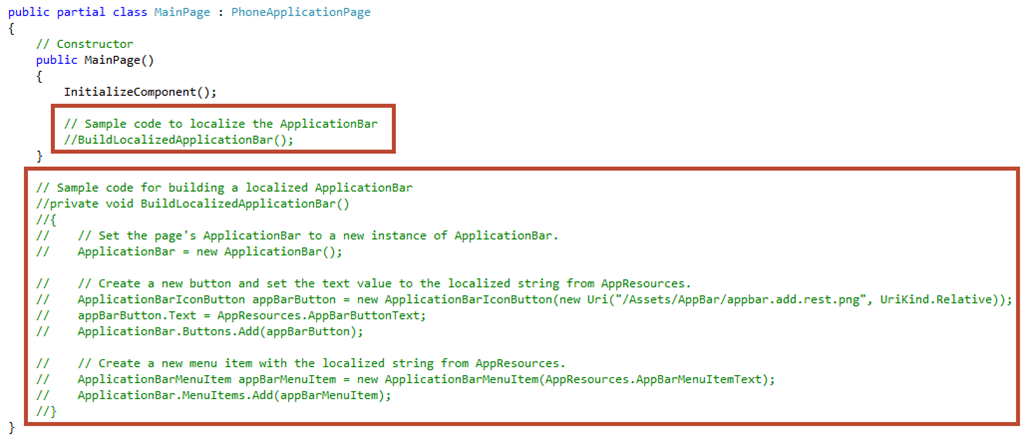 public partial class MainPage : PhoneApplicationPage
{
    // Constructor
    public MainPage()
    {
        InitializeComponent();

        // Sample code to localize the ApplicationBar
        //BuildLocalizedApplicationBar();
    }

    // Sample code for building a localized ApplicationBar
    //private void BuildLocalizedApplicationBar()
    //{
    //    // Set the page's ApplicationBar to a new instance of ApplicationBar.
    //    ApplicationBar = new ApplicationBar();

    //    // Create a new button and set the text value to the localized string from AppResources.
    //    ApplicationBarIconButton appBarButton = new ApplicationBarIconButton(new Uri("/Assets/AppBar/appbar.add.rest.png", UriKind.Relative));
    //    appBarButton.Text = AppResources.AppBarButtonText;
    //    ApplicationBar.Buttons.Add(appBarButton);

    //    // Create a new menu item with the localized string from AppResources.
    //    ApplicationBarMenuItem appBarMenuItem = new ApplicationBarMenuItem(AppResources.AppBarMenuItemText);
    //    ApplicationBar.MenuItems.Add(appBarMenuItem);
    //}
}